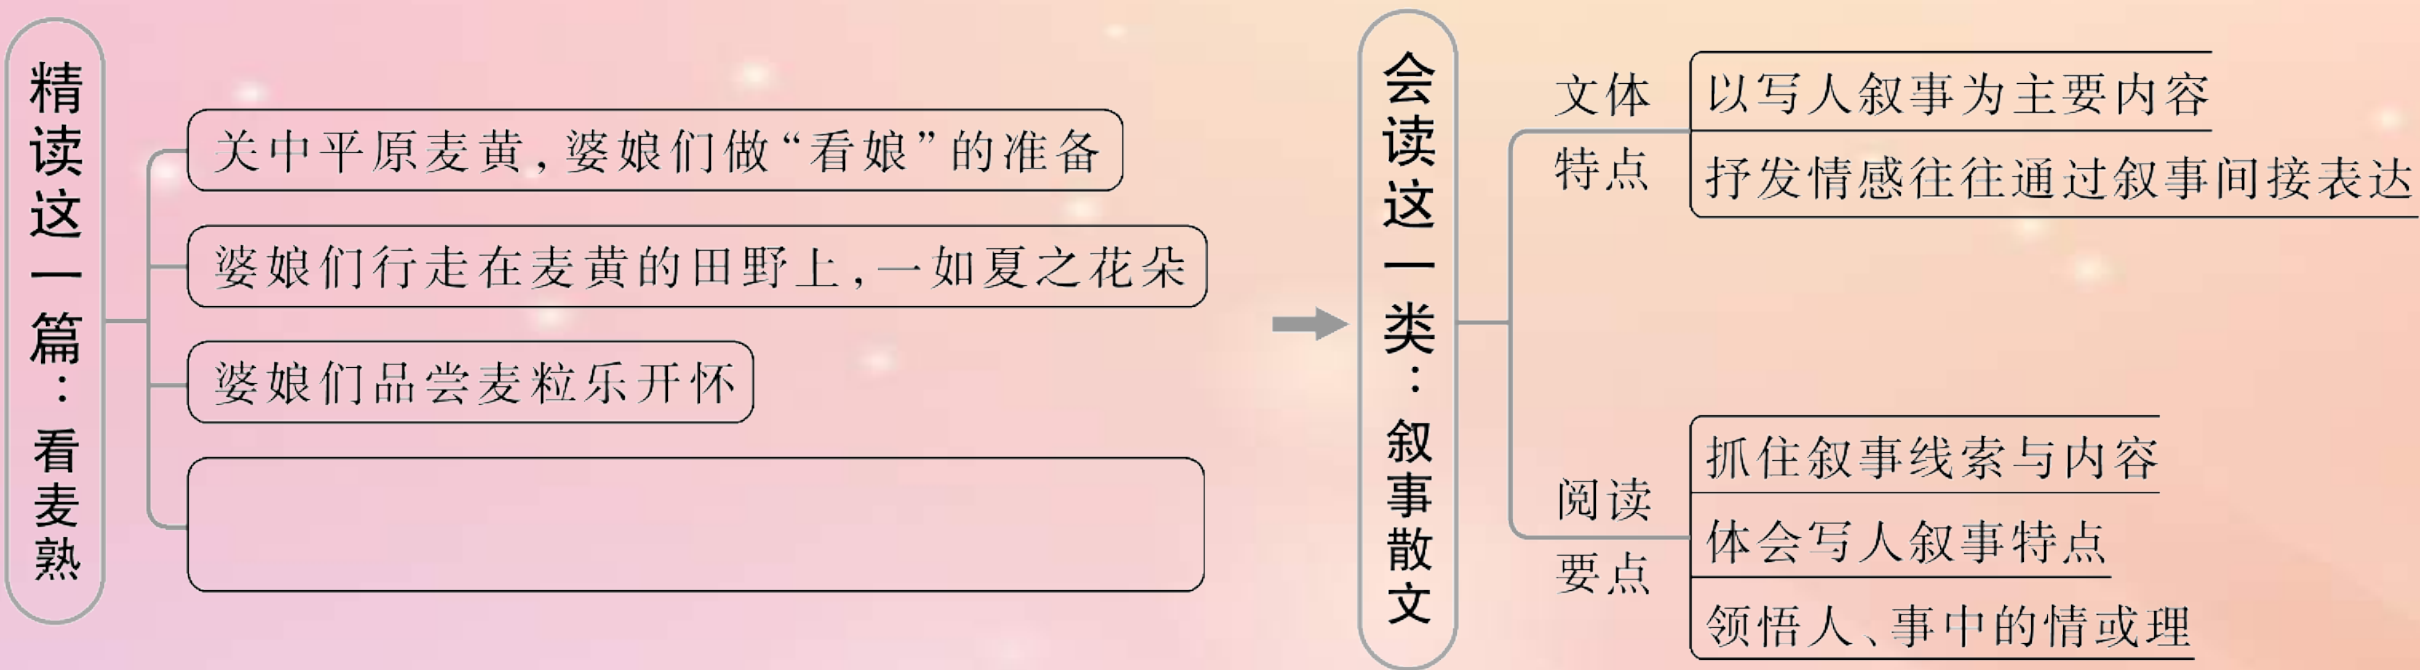 精读这一篇：看麦熟
关中平原麦黄，婆娘们做“看娘”的准备
婆娘们行走在麦黄的田野上，一如夏之花朵
婆娘们品尝麦粒乐开怀
会读这一类：叙事散文
文体
特点
以写人叙事为主要内容
抒发情感往往通过叙事间接表达
阅读
要点
抓住叙事线索与内容
体会写人叙事特点
领悟人、事中的情或理